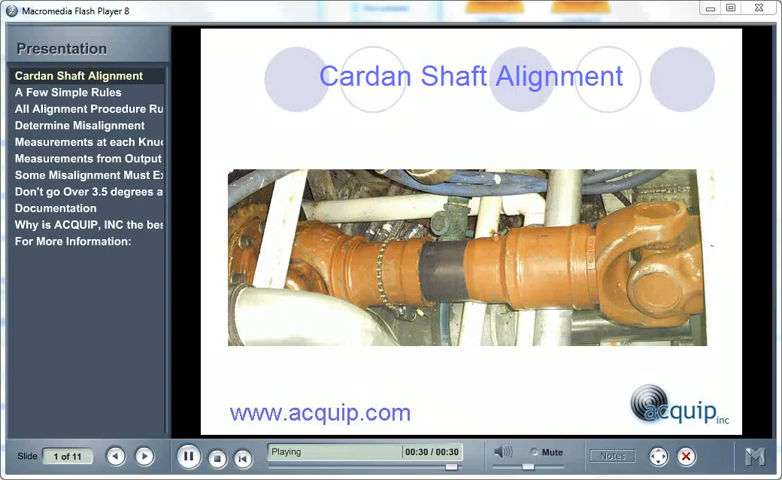 Macromedia Flash Player 8
Presentation
Cardan Shaft Alignment
A Few Simple Rules
All Alignment Procedure Ru
Determine Misalignment
Measurements at each Knuc
Measurements from Output
Some Misalignment Must Ex
Don't go Over 3.5 degrees a
Documentation
Why is ACQUIP, INC the bes
For More Information:
Cardan Shaft Alignment
www.acquip.com
acquip inc
Slide 1 of 11
Playing
00:30 / 00:30
Mute
Notes